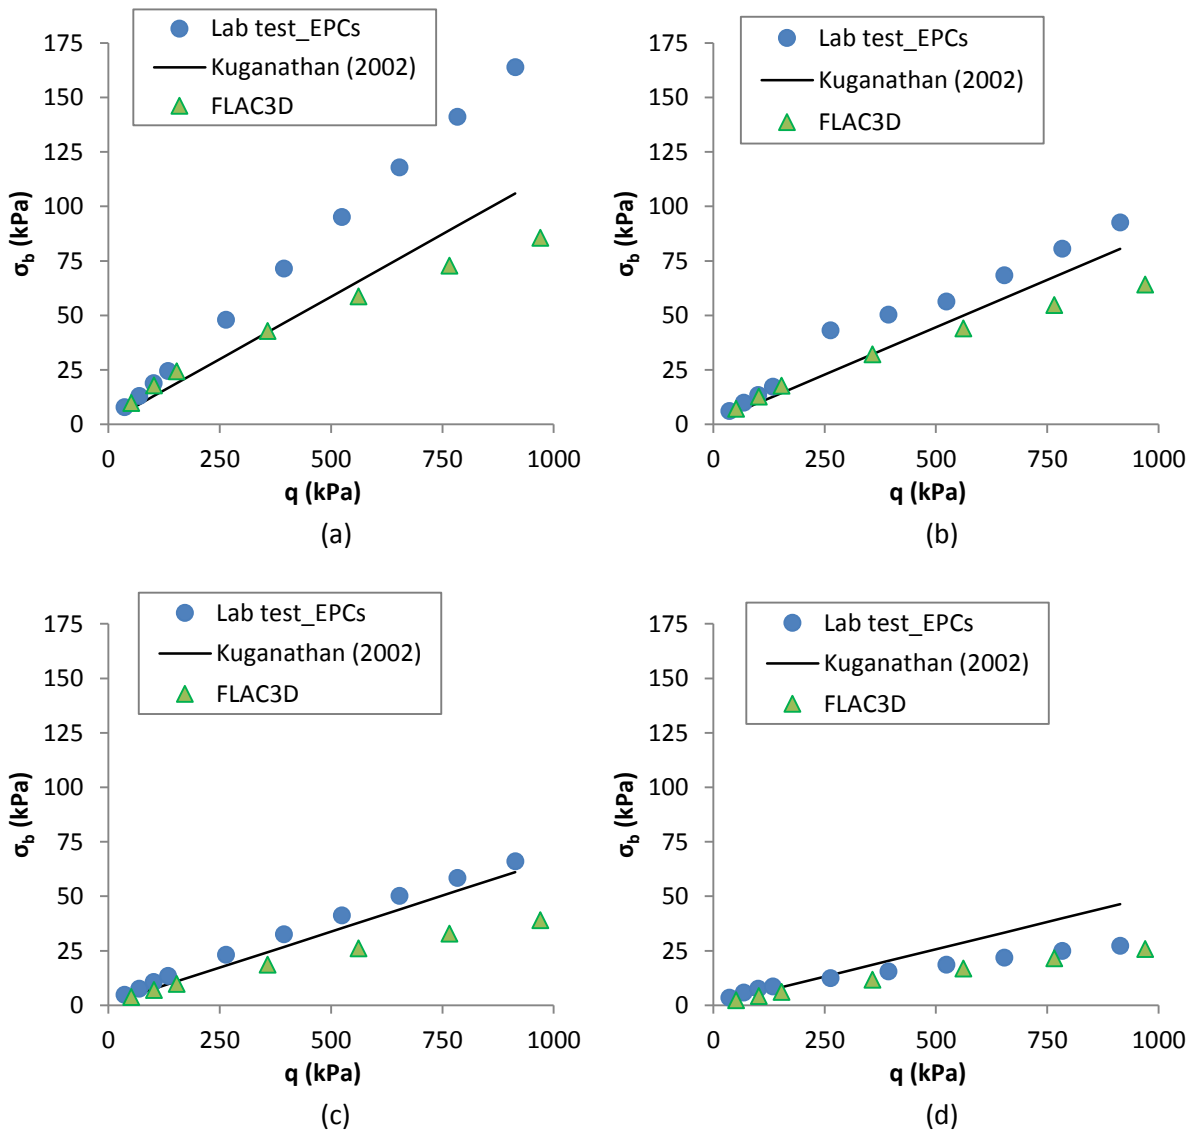 Lab test_EPCs
Kuganathan (2002)
FLAC3D
175
150
125
100
75
50
25
0
σb (kPa)
0 250 500 750 1000
q (kPa)
(a)
Lab test_EPCs
Kuganathan (2002)
FLAC3D
175
150
125
100
75
50
25
0
σb (kPa)
0 250 500 750 1000
q (kPa)
(b)
Lab test_EPCs
Kuganathan (2002)
FLAC3D
175
150
125
100
75
50
25
0
σb (kPa)
0 250 500 750 1000
q (kPa)
(c)
Lab test_EPCs
Kuganathan (2002)
FLAC3D
175
150
125
100
75
50
25
0
σb (kPa)
0 250 500 750 1000
q (kPa)
(d)